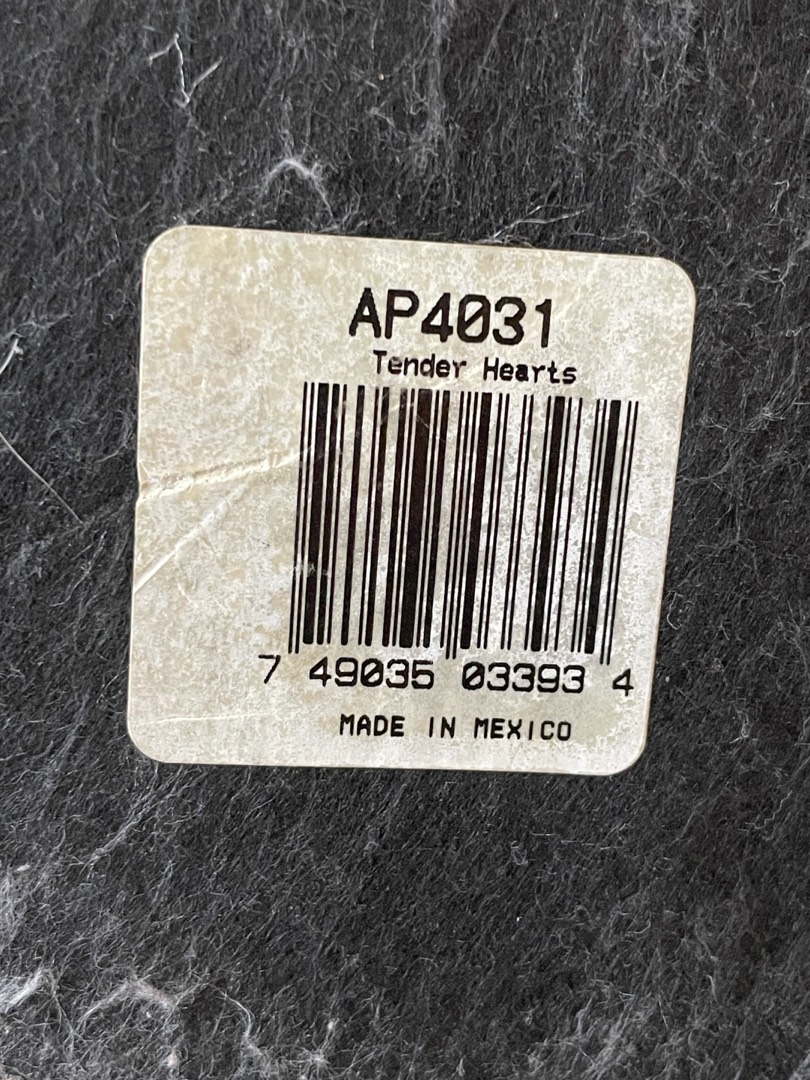 AP4031
Tender Hearts
7 49035 03393 4
MADE IN MEXICO